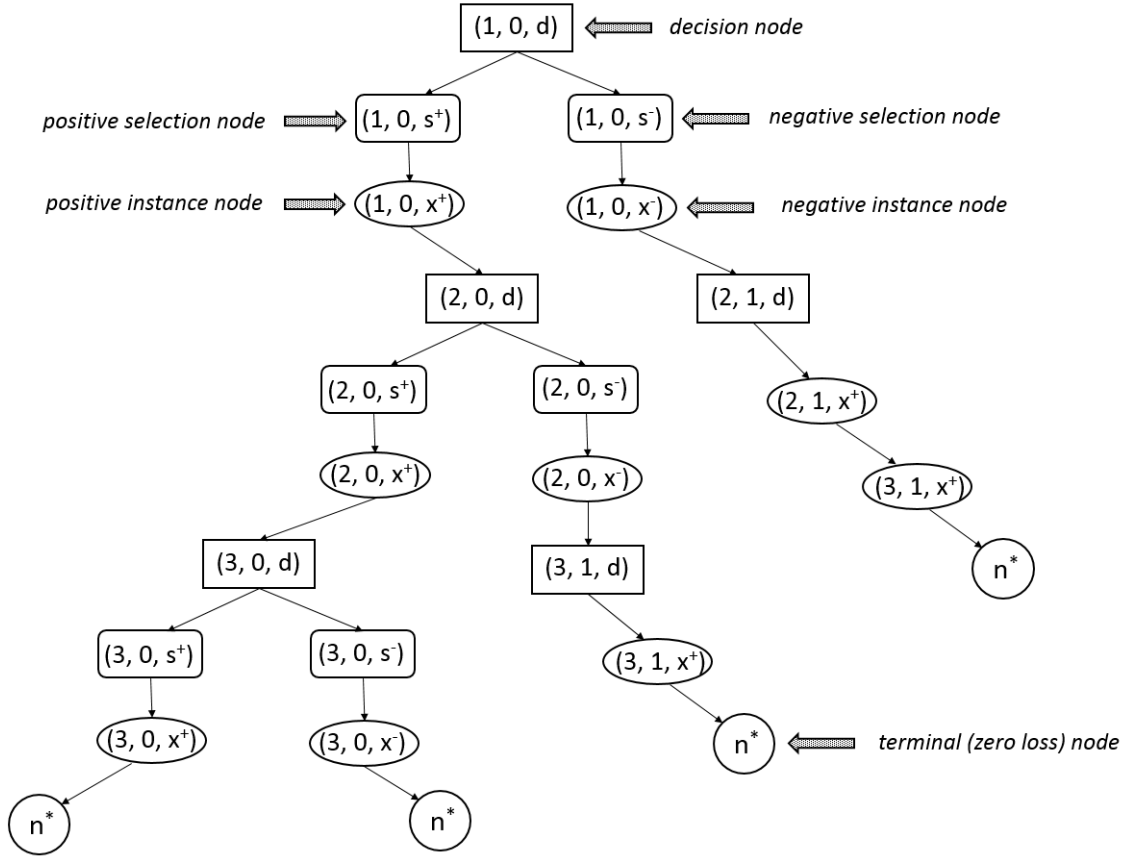 (1, 0, d) decision node
positive selection node (1, 0, s⁺) (1, 0, s⁻) negative selection node
positive instance node (1, 0, x⁺) (1, 0, x⁻) negative instance node
(2, 0, d) (2, 1, d)
(2, 0, s⁺) (2, 0, s⁻) (2, 1, x⁺)
(2, 0, x⁺) (2, 0, x⁻) (3, 1, x⁺)
(3, 0, d) (3, 1, d) n*
(3, 0, s⁺) (3, 0, s⁻) (3, 1, x⁺)
(3, 0, x⁺) (3, 0, x⁻) n* terminal (zero loss) node
n* n*